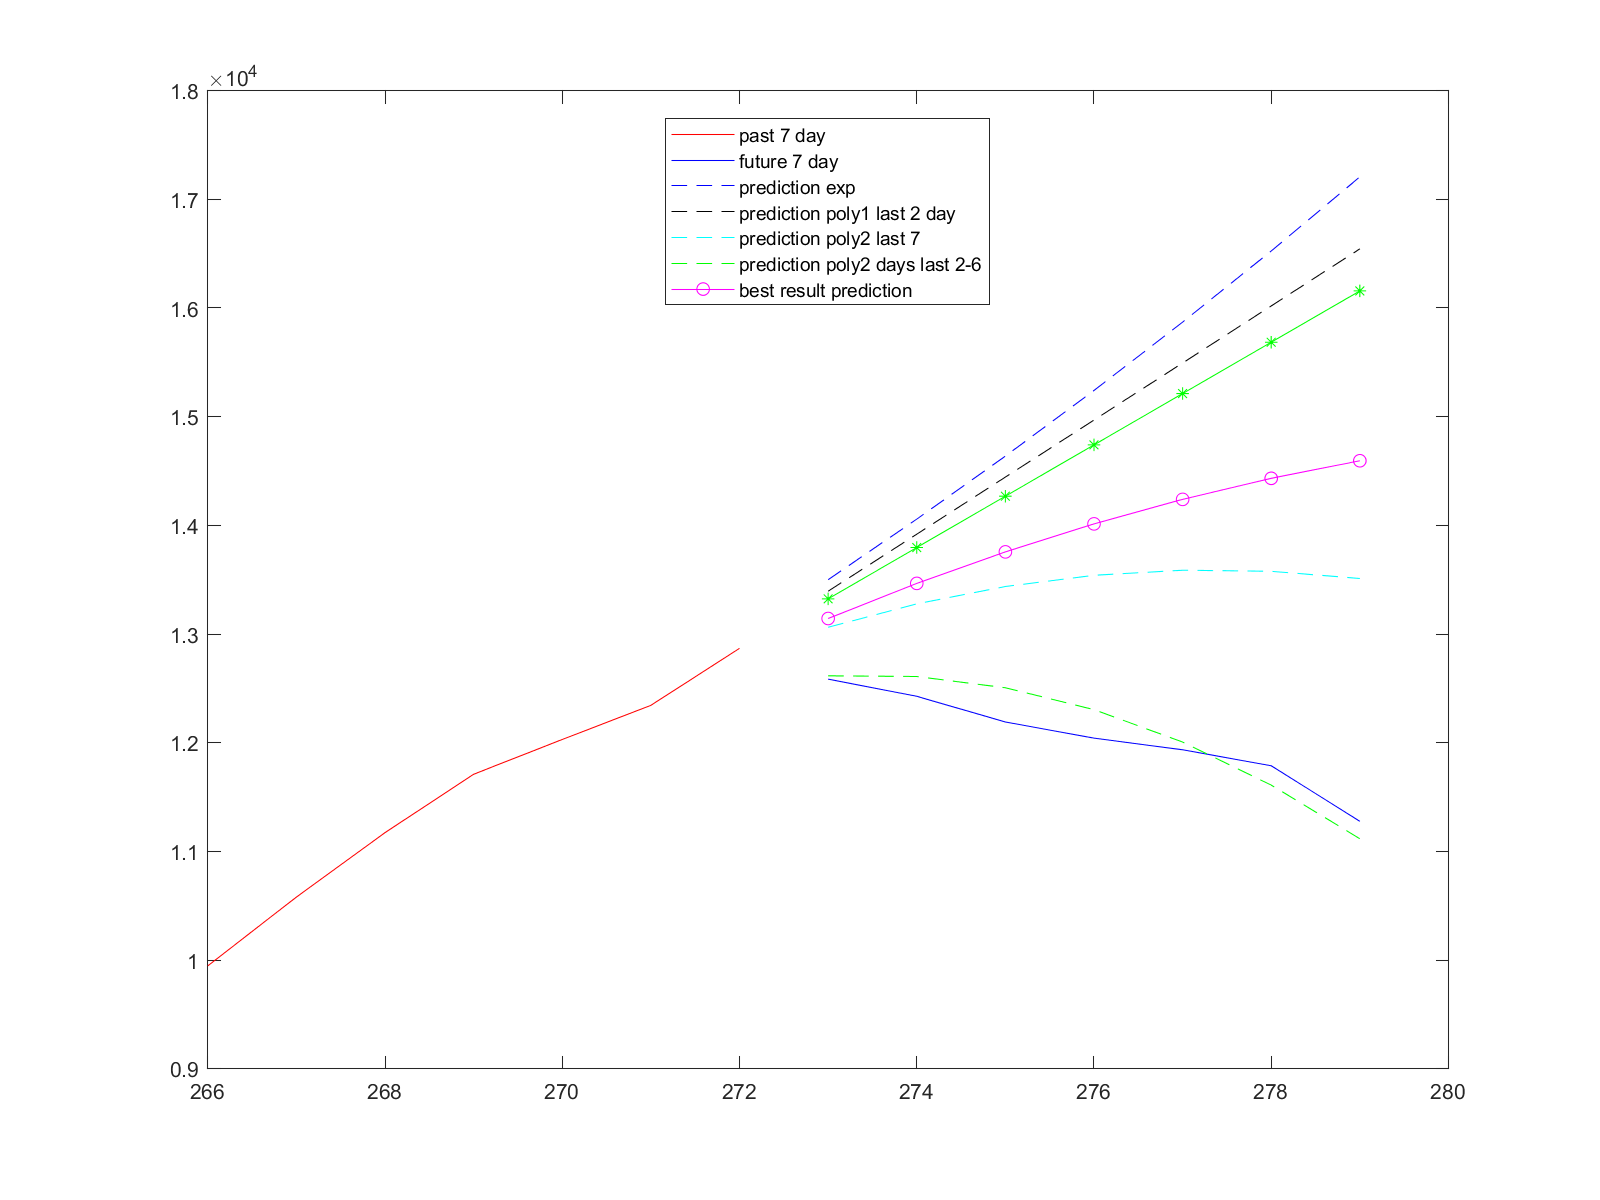 ×10^4
1.8
1.7
1.6
1.5
1.4
1.3
1.2
1.1
1
0.9
past 7 day
future 7 day
prediction exp
prediction poly1 last 2 day
prediction poly2 last 7
prediction poly2 days last 2-6
best result prediction
266 268 270 272 274 276 278 280